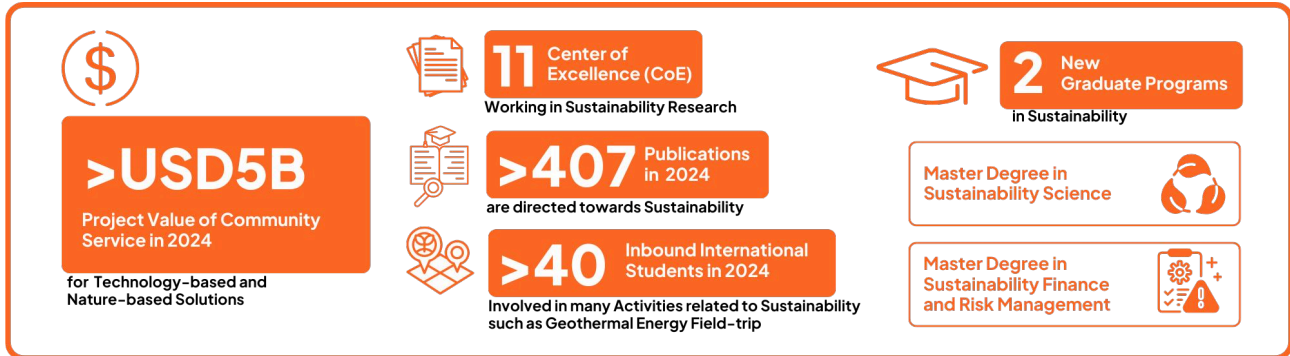 $
>USD5B
Project Value of Community
Service in 2024
for Technology-based and
Nature-based Solutions
11 Center of
Excellence (CoE)
Working in Sustainability Research
>407 Publications
in 2024
are directed towards Sustainability
>40 Inbound International
Students in 2024
Involved in many Activities related to Sustainability
such as Geothermal Energy Field-trip
2 New
Graduate Programs
in Sustainability
Master Degree in
Sustainability Science
Master Degree in
Sustainability Finance
and Risk Management